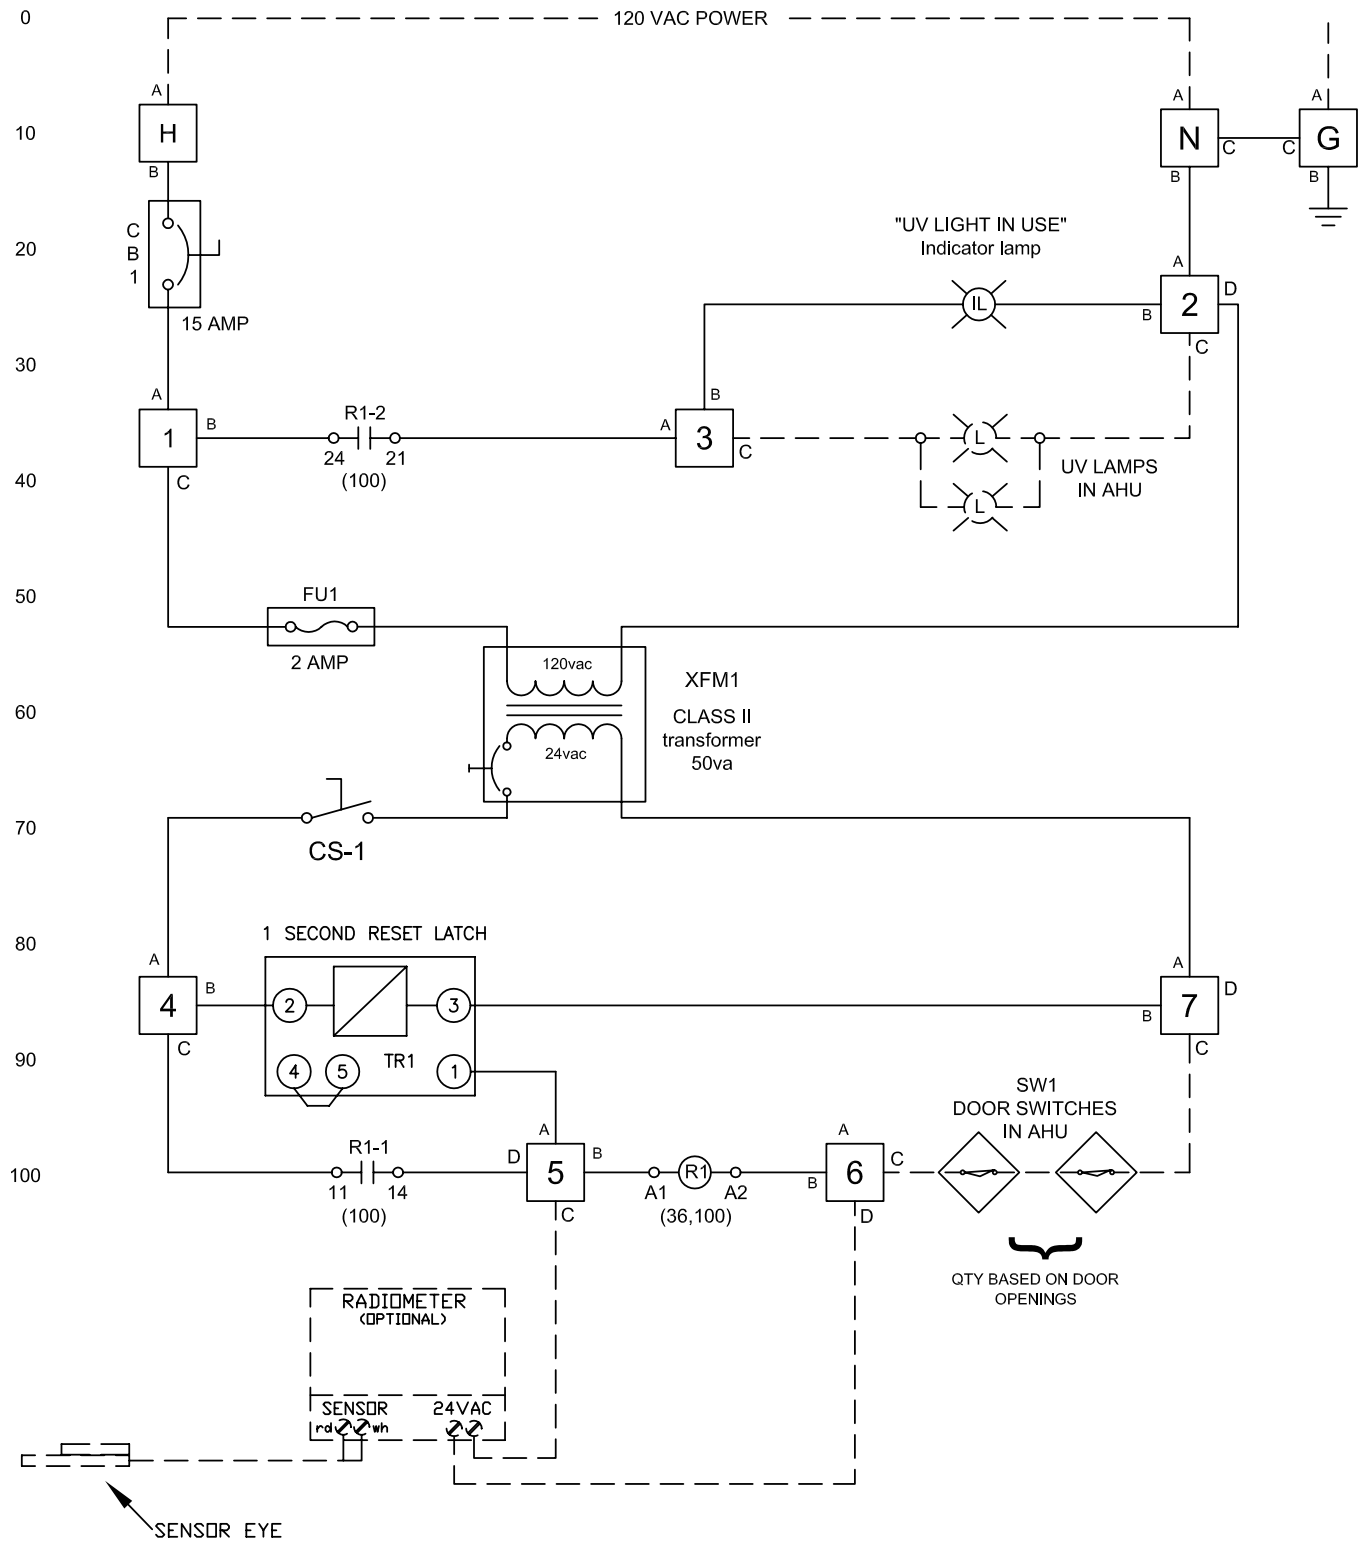 0
120 VAC POWER
A
A
A
H
10
N
C
C
G
B
B
B
C
B
1
20
"UV LIGHT IN USE"
Indicator lamp
A
D
IL
B
2
15 AMP
C
30
A
B
R1-2
B
A
1
3
L
24
21
C
UV LAMPS
IN AHU
C
(100)
40
L
50
FU1
2 AMP
120vac
XFM1
60
CLASS II
transformer
50va
24vac
70
CS-1
80
1 SECOND RESET LATCH
A
A
B
D
4
2
3
B
7
C
C
90
4
5
TR1
1
SW1
DOOR SWITCHES
IN AHU
A
A
R1-1
D
B
C
100
5
R1
B
6
11
14
A1
A2
C
D
(100)
(36,100)
QTY BASED ON DOOR
OPENINGS
RADIOMETER
(OPTIONAL)
SENSOR
24VAC
rd
wh
SENSOR EYE